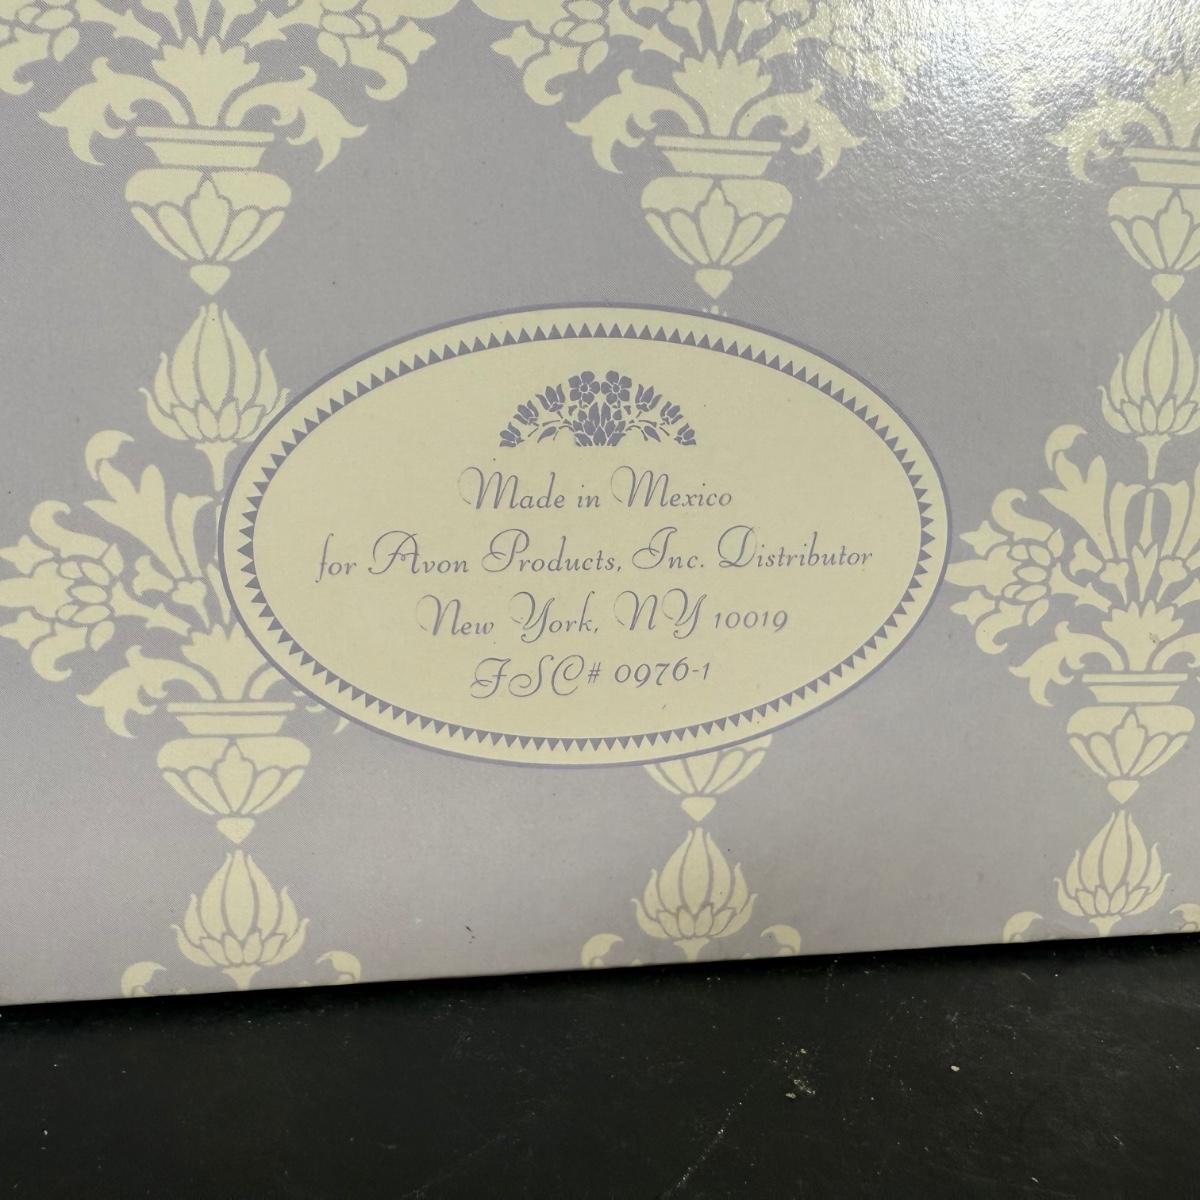 Made in Mexico
for Avon Products, Inc. Distributor
New York, NY 10019
FSC# 0976-1